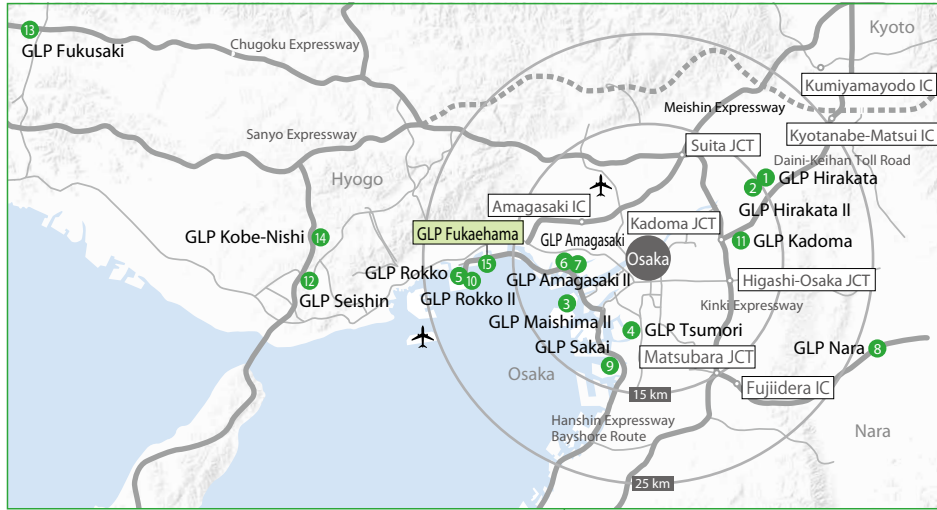 13
GLP Fukusaki
Chugoku Expressway
Kyoto
Kumiyamayodo IC
Meishin Expressway
Sanyo Expressway
Kyotanabe-Matsui IC
Suita JCT
Daini-Keihan Toll Road
Hyogo
1
GLP Hirakata
2
Amagasaki IC
GLP Hirakata II
Kadoma JCT
GLP Fukaehama
GLP Kobe-Nishi
14
GLP Amagasaki
11
GLP Kadoma
Osaka
15
6
7
GLP Rokko
5
10
GLP Amagasaki II
Higashi-Osaka JCT
12
GLP Seishin
GLP Rokko II
3
Kinki Expressway
GLP Maishima II
4
GLP Tsumori
GLP Sakai
GLP Nara
8
Matsubara JCT
9
Osaka
Fujiidera IC
15 km
Hanshin Expressway
Bayshore Route
Nara
25 km